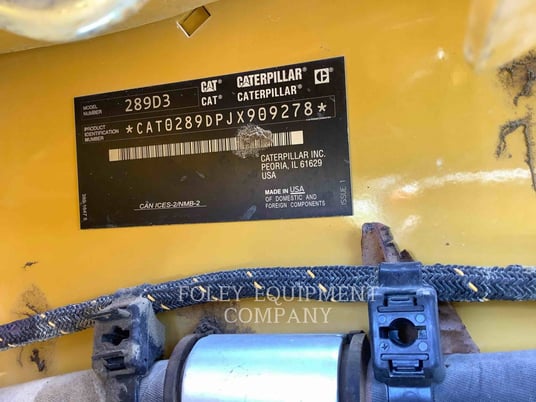 MODEL NUMBER 289D3 CAT CATERPILLAR®
CAT® CATERPILLAR®
PRODUCT IDENTIFICATION NUMBER *CAT0289DPJX909278*
CATERPILLAR INC.
PEORIA, IL 61629
USA
MADE IN USA
OF DOMESTIC AND
FOREIGN COMPONENTS
CAN ICES-2/NMB-2
ISSUE 1
FOLEY EQUIPMENT
COMPANY